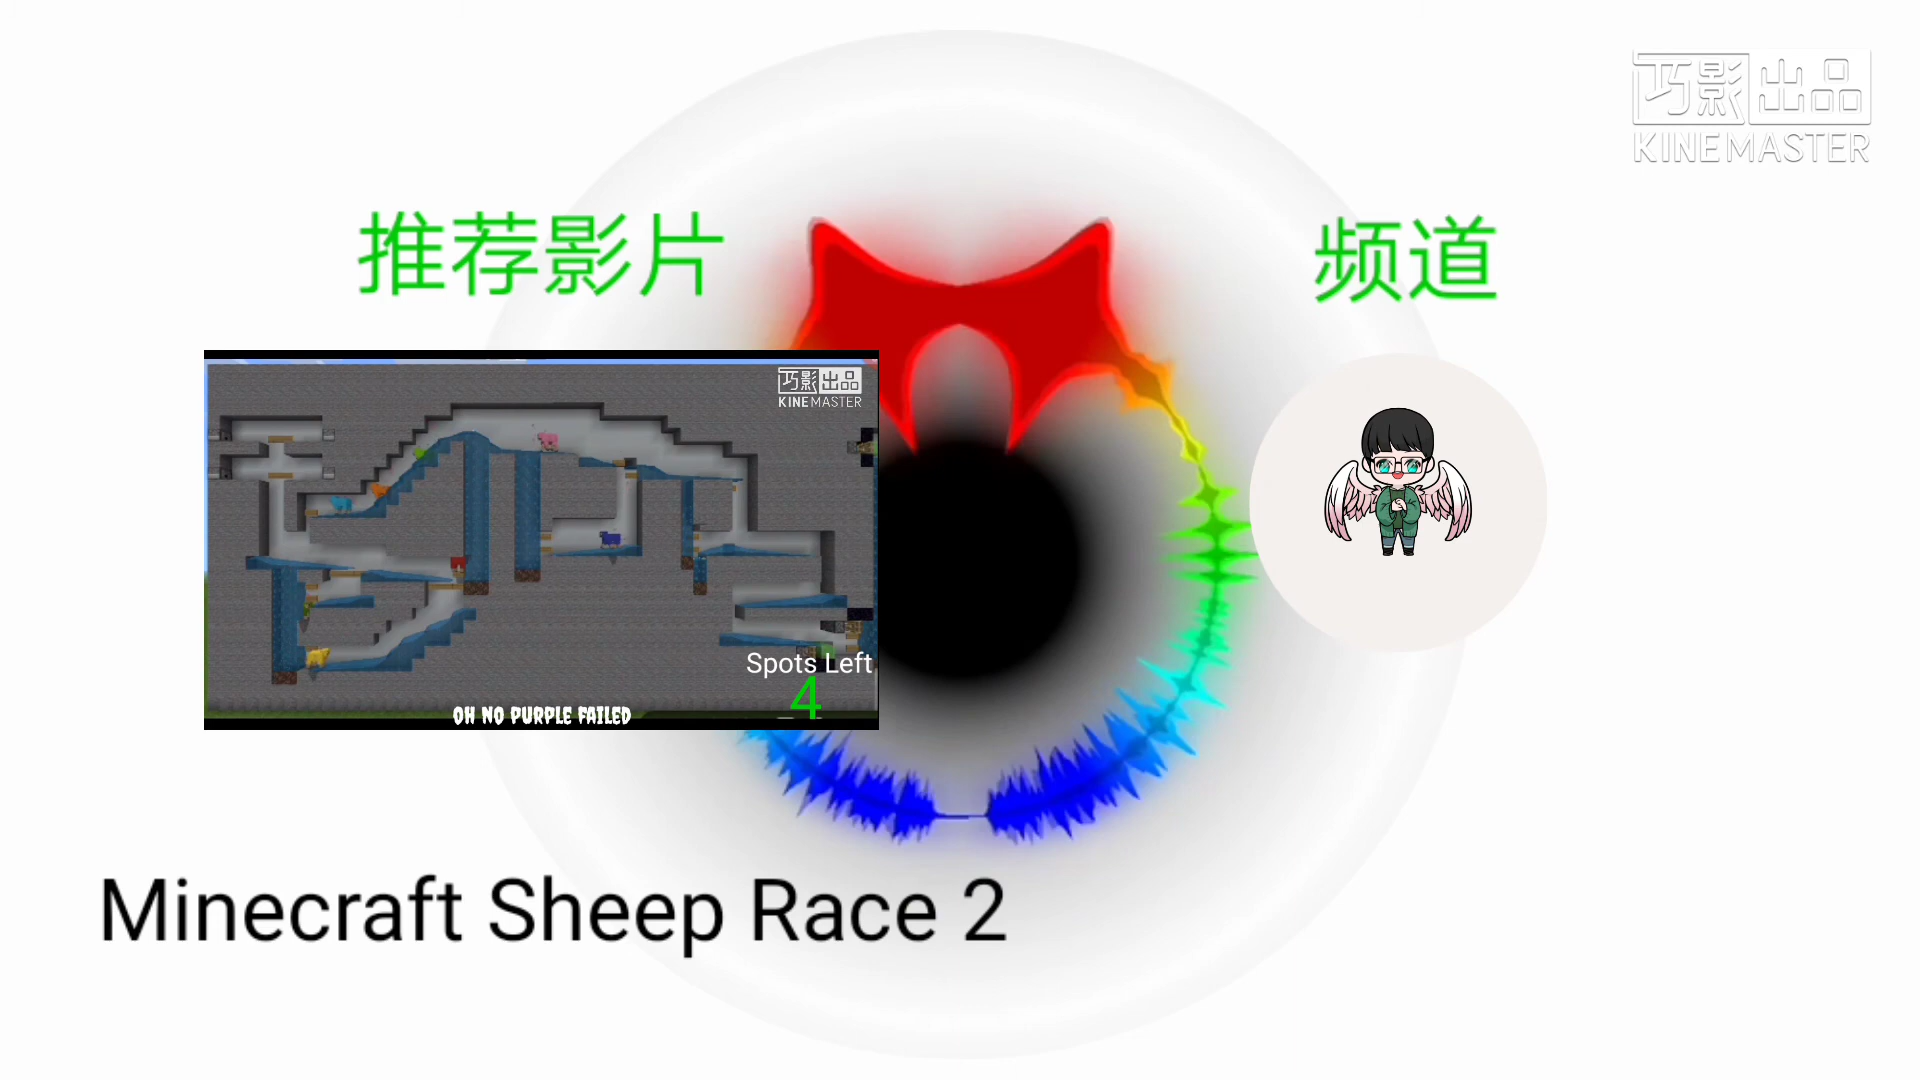 巧影出品
KINEMASTER
推荐影片
频道
巧影出品
KINEMASTER
Spots Left
4
OH NO PURPLE FAILED
Minecraft Sheep Race 2